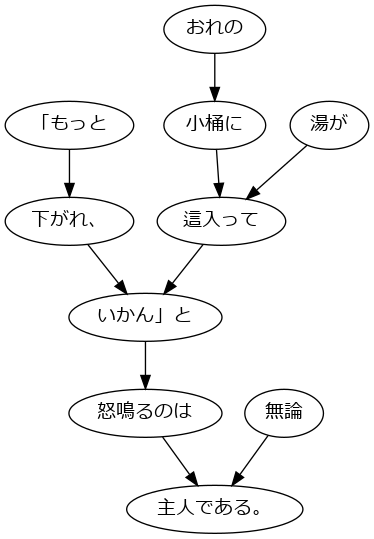 おれの
「もっと
小桶に
湯が
下がれ、
這入って
いかん」と
怒鳴るのは
無論
主人である。